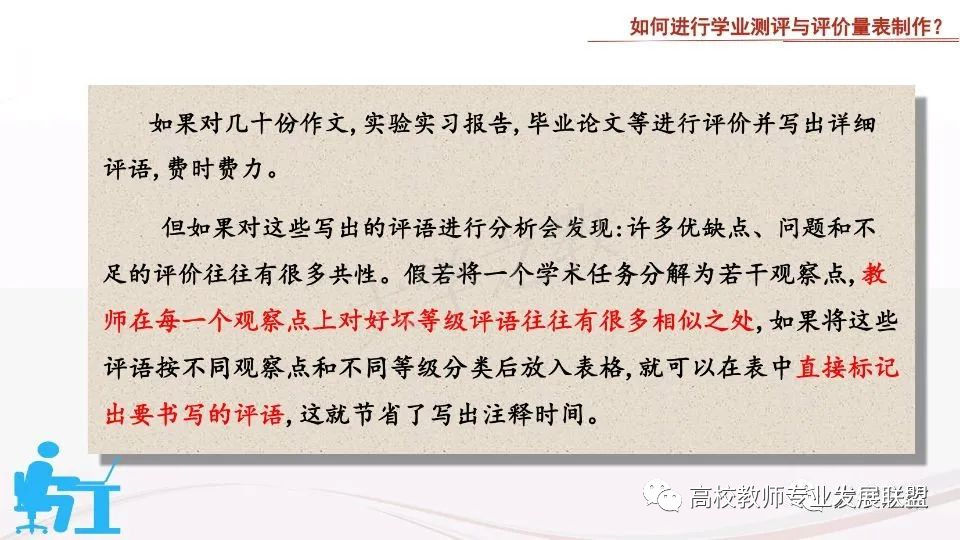 如何进行学业测评与评价量表制作？
如果对几十份作文,实验实习报告,毕业论文等进行评价并写出详细
评语,费时费力。
但如果对这些写出的评语进行分析会发现:许多优缺点、问题和不
足的评价往往有很多共性。假若将一个学术任务分解为若干观察点,教
师在每一个观察点上对好坏等级评语往往有很多相似之处,如果将这些
评语按不同观察点和不同等级分类后放入表格,就可以在表中直接标记
出要书写的评语,这就节省了写出注释时间。
高校教师专业发展联盟